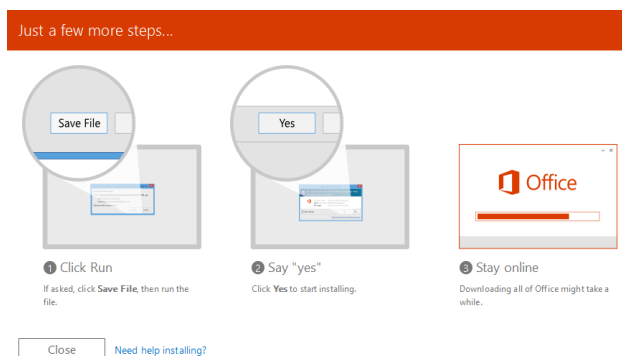 Just a few more steps...
Save File
Yes
Office
1 Click Run
If asked, click Save File, then run the
file.
2 Say "yes"
Click Yes to start installing.
3 Stay online
Downloading all of Office might take a
while.
Close
Need help installing?